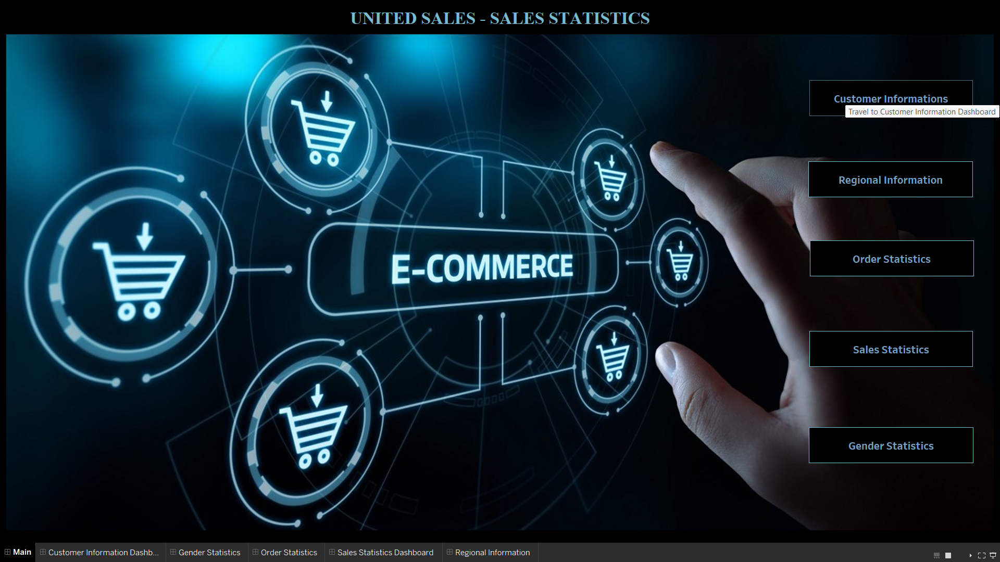 UNITED SALES - SALES STATISTICS
Customer Informations
Travel to Customer Information Dashboard
Regional Information
E-COMMERCE
Order Statistics
Sales Statistics
Gender Statistics
Main
Customer Information Dashb...
Gender Statistics
Order Statistics
Sales Statistics Dashboard
Regional Information